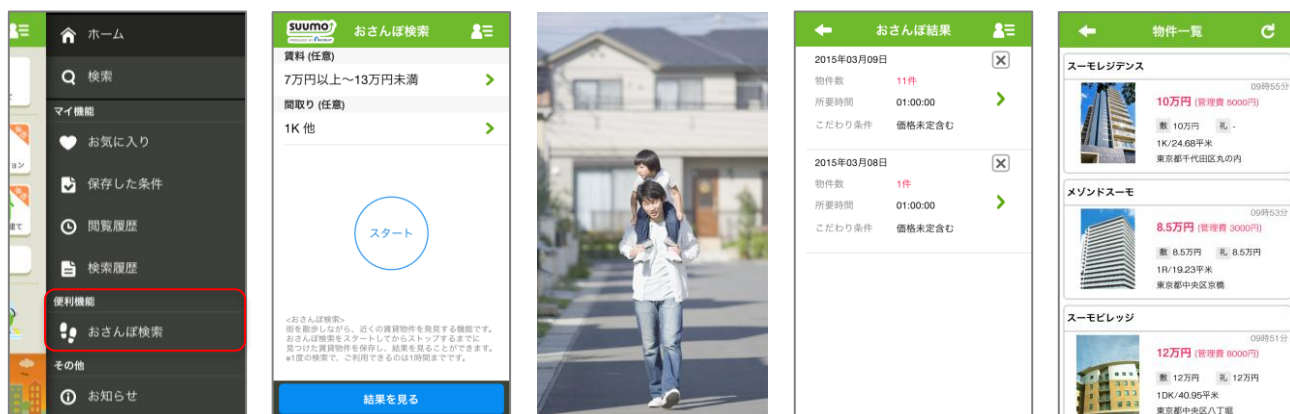 ホーム
検索
マイ機能
お気に入り
保存した条件
閲覧履歴
検索履歴
便利機能
おさんぽ検索
その他
お知らせ
suumo おさんぽ検索
賃料 (任意)
7万円以上～13万円未満
間取り (任意)
1K 他
スタート
<おさんぽ検索>
街を散歩しながら、近くの賃貸物件を発見する機能です。
おさんぽ検索をスタートしてからストップするまでに
見つけた賃貸物件を保存し、結果を見ることができます。
※1度の検索で、ご利用できるのは1時間までです。
結果を見る
おさんぽ結果
2015年03月09日
物件数 11件
所要時間 01:00:00
こだわり条件 価格未定含む
2015年03月08日
物件数 1件
所要時間 01:00:00
こだわり条件 価格未定含む
物件一覧
スーモレジデンス
09時55分
10万円 (管理費 5000円)
敷 10万円 礼 -
1K/24.68平米
東京都千代田区丸の内
メゾンドスーモ
09時53分
8.5万円 (管理費 3000円)
敷 8.5万円 礼 8.5万円
1R/19.23平米
東京都中央区京橋
スーモビレッジ
09時51分
12万円 (管理費 8000円)
敷 12万円 礼 12万円
1DK/40.95平米
東京都中央区八丁堀